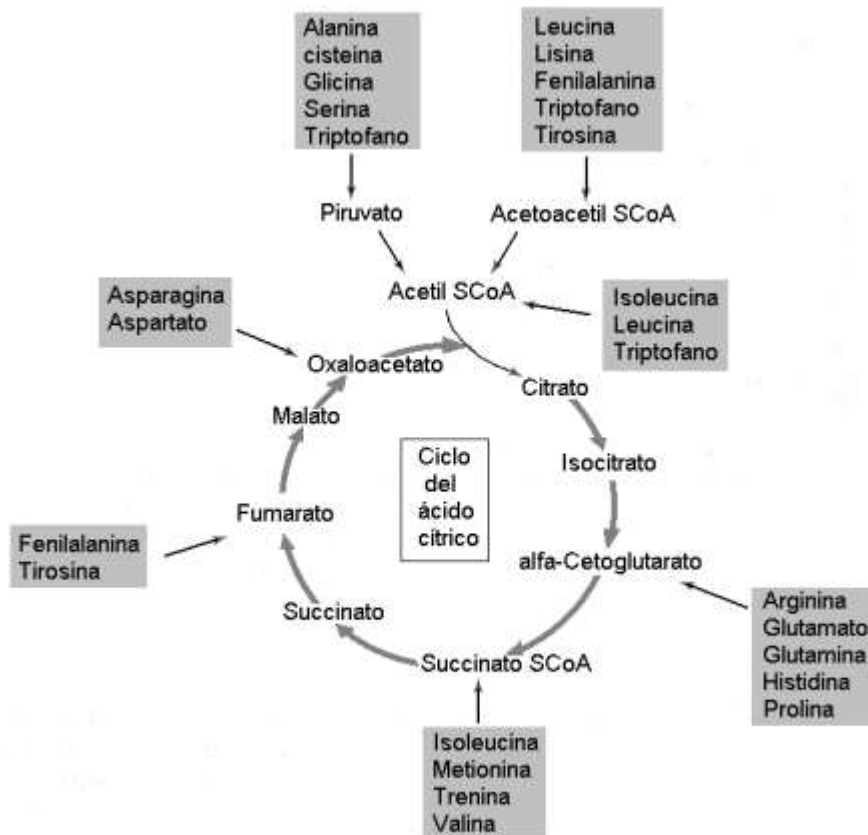 Alanina
cisteina
Glicina
Serina
Triptofano
Leucina
Lisina
Fenilalanina
Triptofano
Tirosina
Piruvato
Acetoacetil SCoA
Acetil SCoA
Asparagina
Aspartato
Isoleucina
Leucina
Triptofano
Oxaloacetato
Citrato
Malato
Isocitrato
Ciclo
del
ácido
cítrico
Fumarato
Fenilalanina
Tirosina
alfa-Cetoglutarato
Succinato
Arginina
Glutamato
Glutamina
Histidina
Prolina
Succinato SCoA
Isoleucina
Metionina
Trenina
Valina